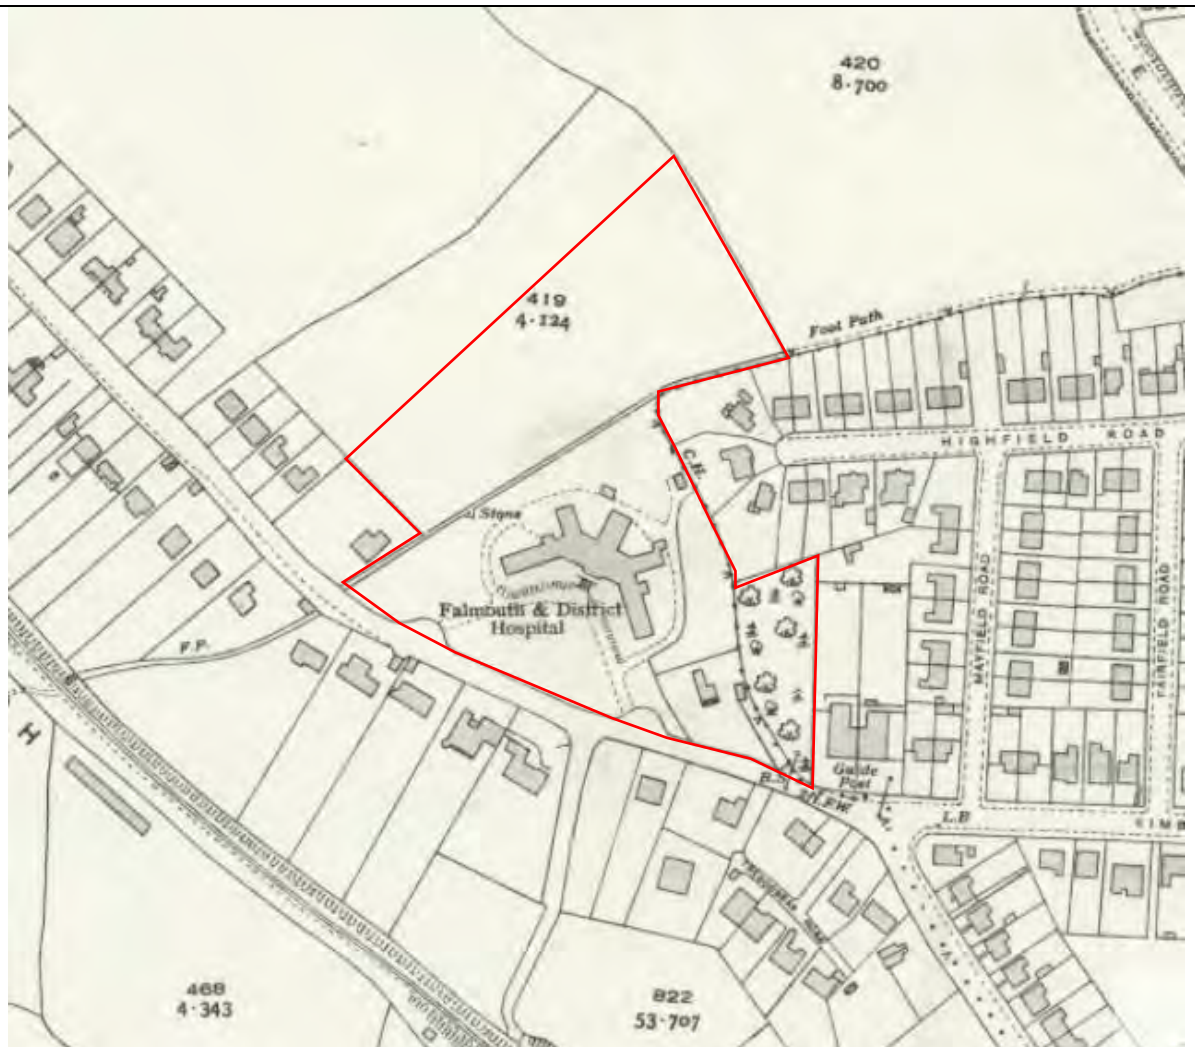 420
8·700
E
419
4·124
Foot Path
HIGHFIELD ROAD
C.H.
Stone
Falmouth & District
Hospital
MAYFIELD ROAD
FAIRFIELD ROAD
F.P.
H
Guide
Post
L.B
468
4·343
822
53·707